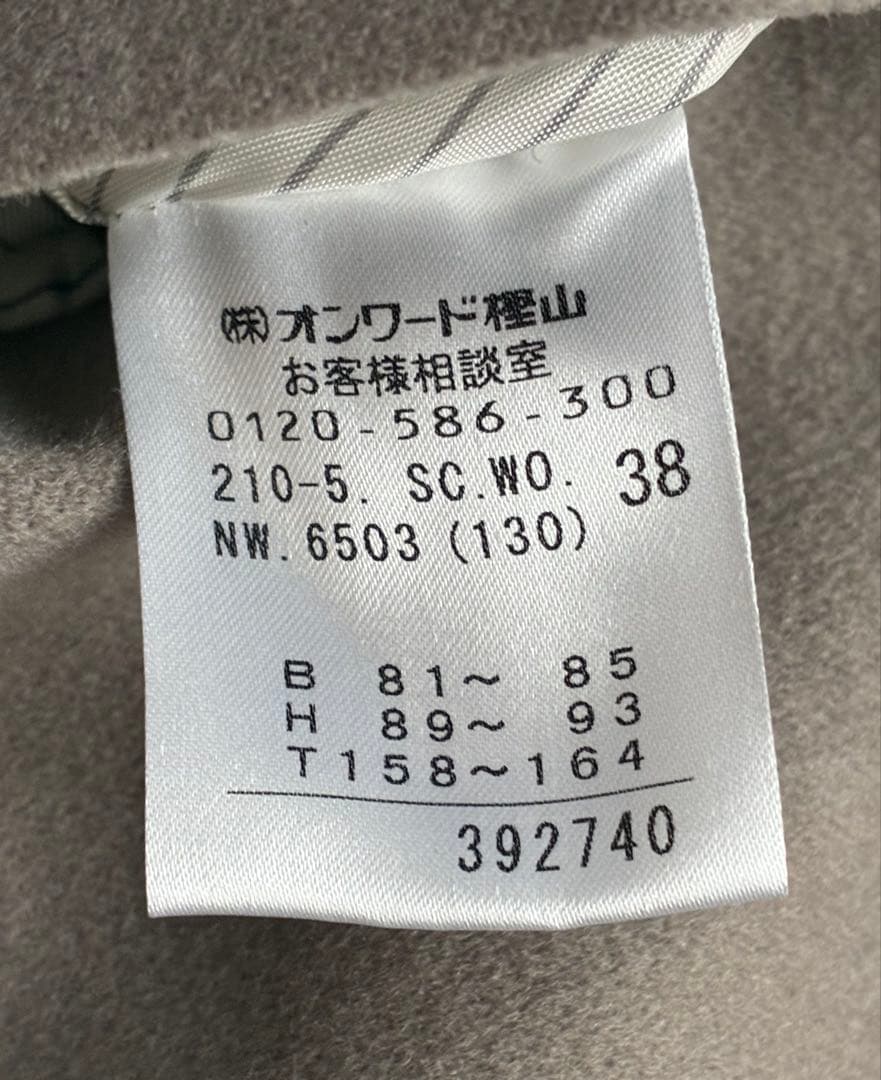 ㈱オンワード樫山
お客様相談室
0120-586-300
210-5. SC.WO. 38
NW.6503 (130)
B 81～ 85
H 89～ 93
T158～164
392740